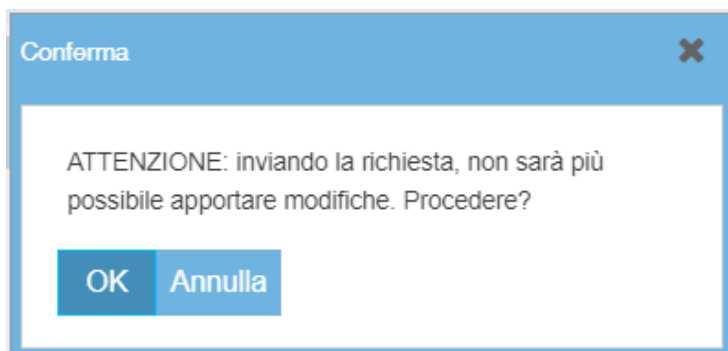 Conferma
ATTENZIONE: inviando la richiesta, non sarà più
possibile apportare modifiche. Procedere?
OK Annulla